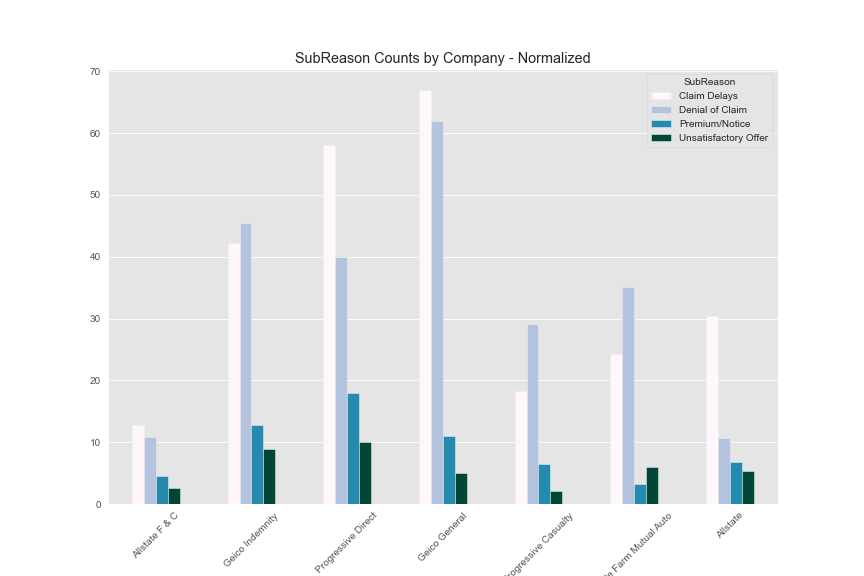 SubReason Counts by Company - Normalized
SubReason
Claim Delays
Denial of Claim
Premium/Notice
Unsatisfactory Offer
70
60
50
40
30
20
10
0
Allstate F & C
Geico Indemnity
Progressive Direct
Geico General
rogressive Casualty
Farm Mutual Auto
Allstate